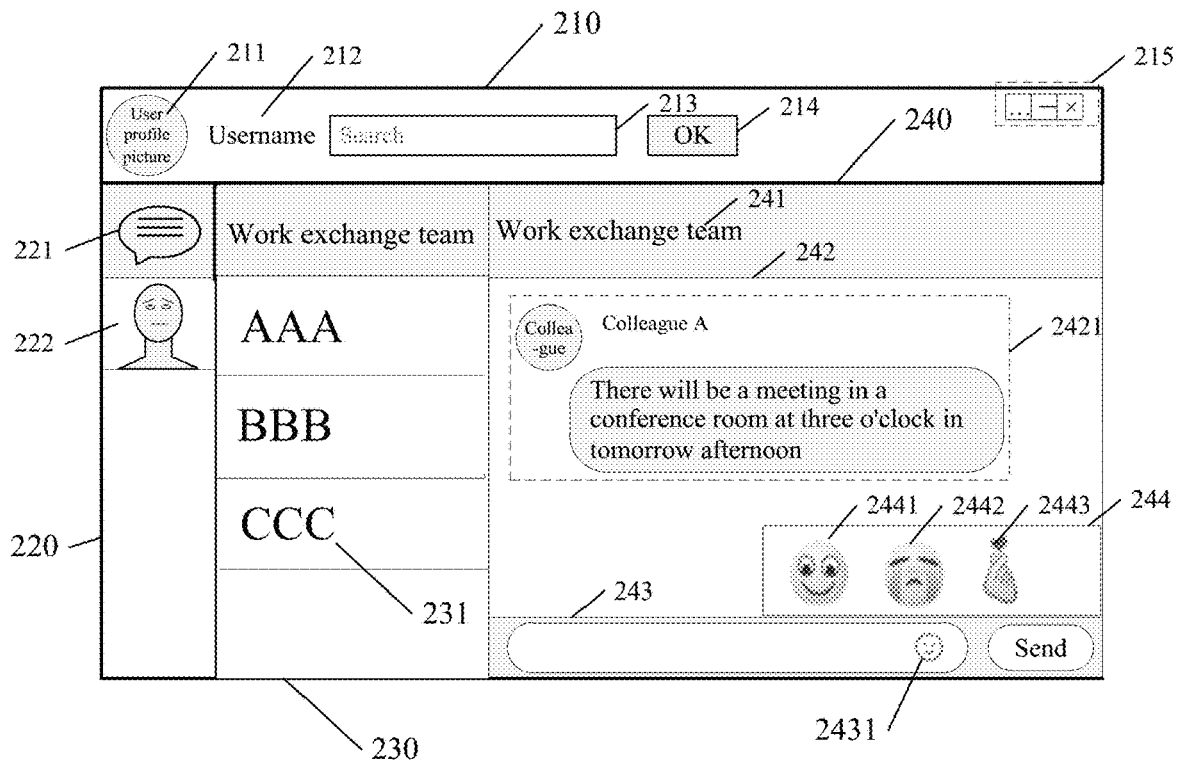 210
211
212
215
213
214
240
User
profile
picture
Username
Search
OK
... — ×
241
221
Work exchange team
Work exchange team
242
222
AAA
Collea
-gue
Colleague A
2421
There will be a meeting in a
conference room at three o'clock in
tomorrow afternoon
BBB
2441
2442
2443
244
220
CCC
231
243
Send
230
2431